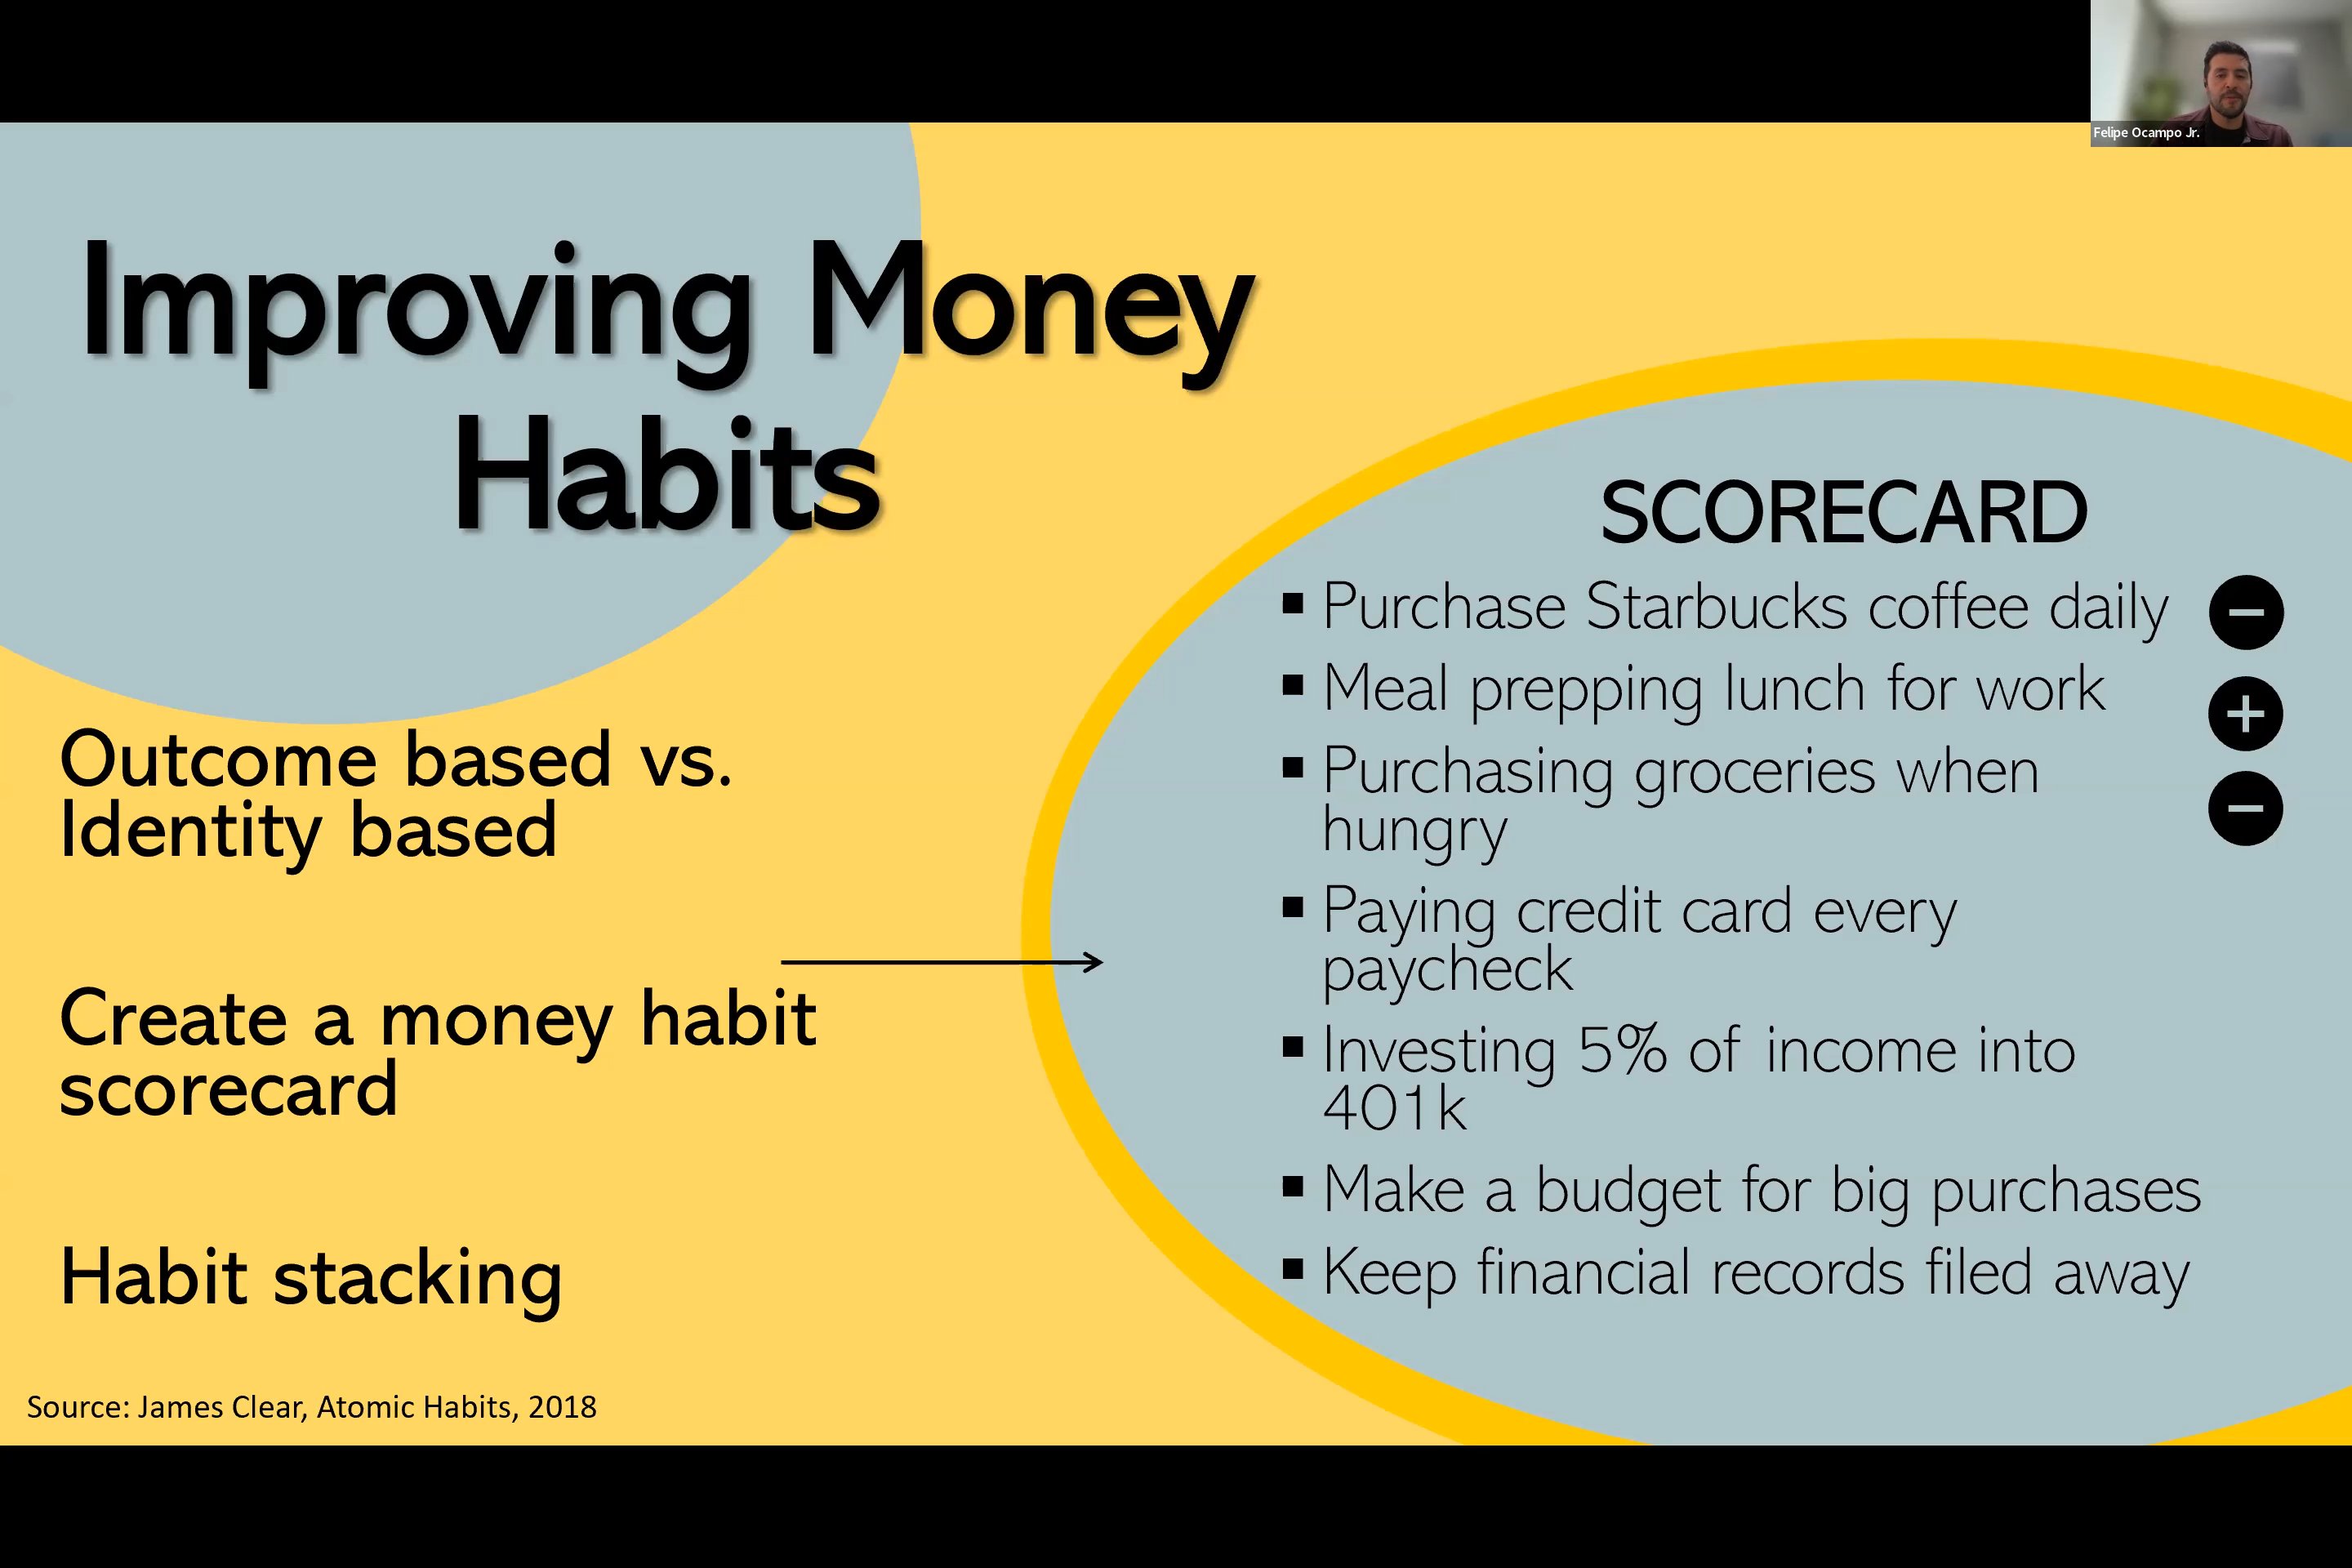 Felipe Ocampo Jr.
Improving Money
Habits
Outcome based vs.
Identity based
Create a money habit
scorecard
Habit stacking
Source: James Clear, Atomic Habits, 2018
SCORECARD
▪ Purchase Starbucks coffee daily
▪ Meal prepping lunch for work
▪ Purchasing groceries when
hungry
▪ Paying credit card every
paycheck
▪ Investing 5% of income into
401k
▪ Make a budget for big purchases
▪ Keep financial records filed away